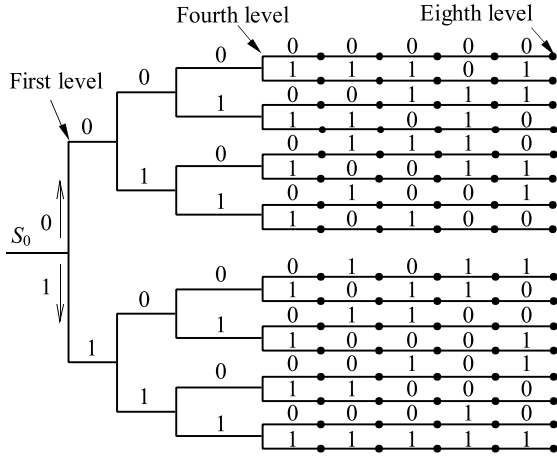 Fourth level
Eighth level
First level
0 0 0 0 0
0
1 1 1 0 1
0
0 0 1 1 1
1
1 1 0 1 0
0
0 1 1 1 0
0
1 0 0 1 1
1
0 1 0 0 1
1
1 0 1 0 0
S0
0
1
0 1 0 1 1
0
1 0 1 1 0
0
0 1 1 0 0
1
1 0 0 0 1
1
0 0 1 0 1
0
1 1 0 0 0
1
0 0 0 1 0
1
1 1 1 1 1